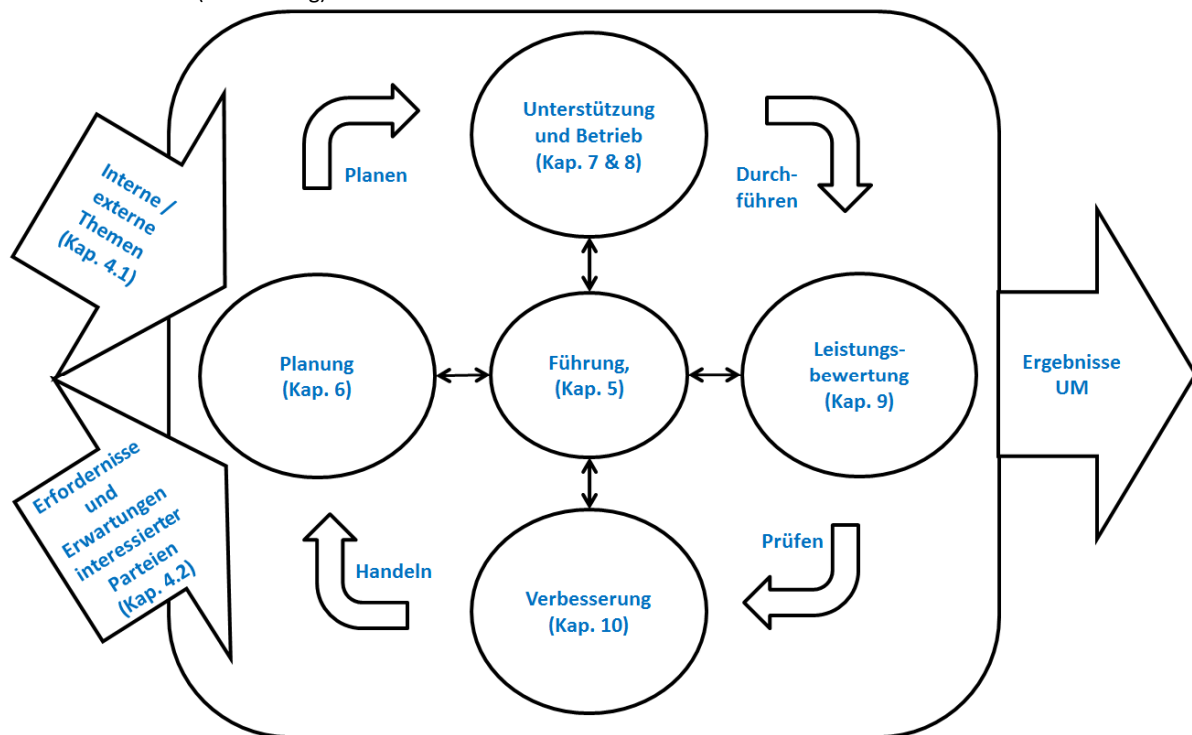 Unterstützung
und Betrieb
(Kap. 7 & 8)
Planen
Durch-
führen
Interne /
externe
Themen
(Kap. 4.1)
Planung
(Kap. 6)
Führung,
(Kap. 5)
Leistungs-
bewertung
(Kap. 9)
Ergebnisse
UM
Erfordernisse
und
Erwartungen
interessierter
Parteien
(Kap. 4.2)
Handeln
Prüfen
Verbesserung
(Kap. 10)